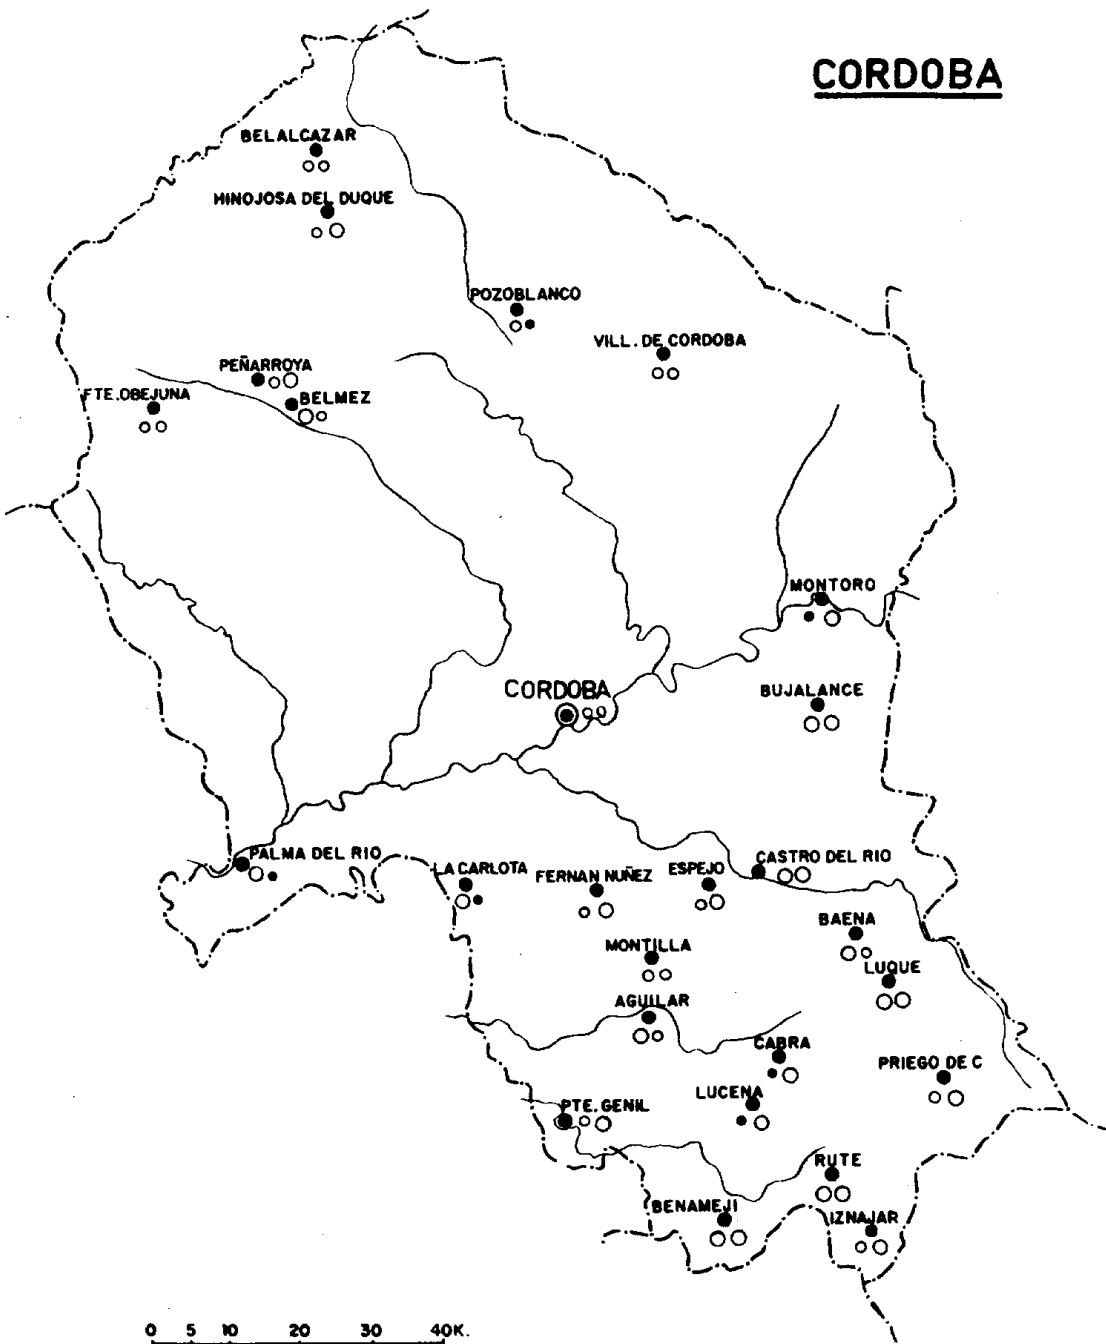 CORDOBA
BELALCAZAR
HINOJOSA DEL DUQUE
POZOBLANCO
VILL. DE CORDOBA
PEÑARROYA
FTE. OBEJUNA
BELMEZ
MONTORO
CORDOBA
BUJALANCE
PALMA DEL RIO
LA CARLOTA
FERNAN NUÑEZ
ESPEJO
CASTRO DEL RIO
BAENA
MONTILLA
LUQUE
AGUILAR
CABRA
PRIEGO DE C
LUCENA
PTE. GENIL
RUTE
BENAMEJI
IZNAJAR
0 5 10 20 30 40K.